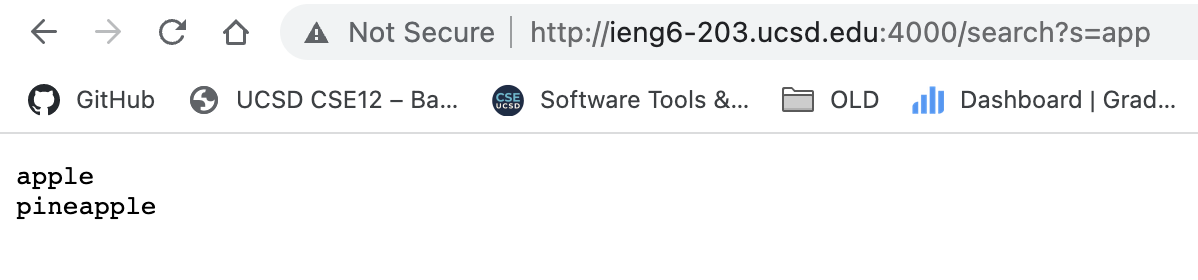 Not Secure | http://ieng6-203.ucsd.edu:4000/search?s=app
GitHub UCSD CSE12 – Ba... CSE UCSD Software Tools &... OLD Dashboard | Grad...
apple
pineapple